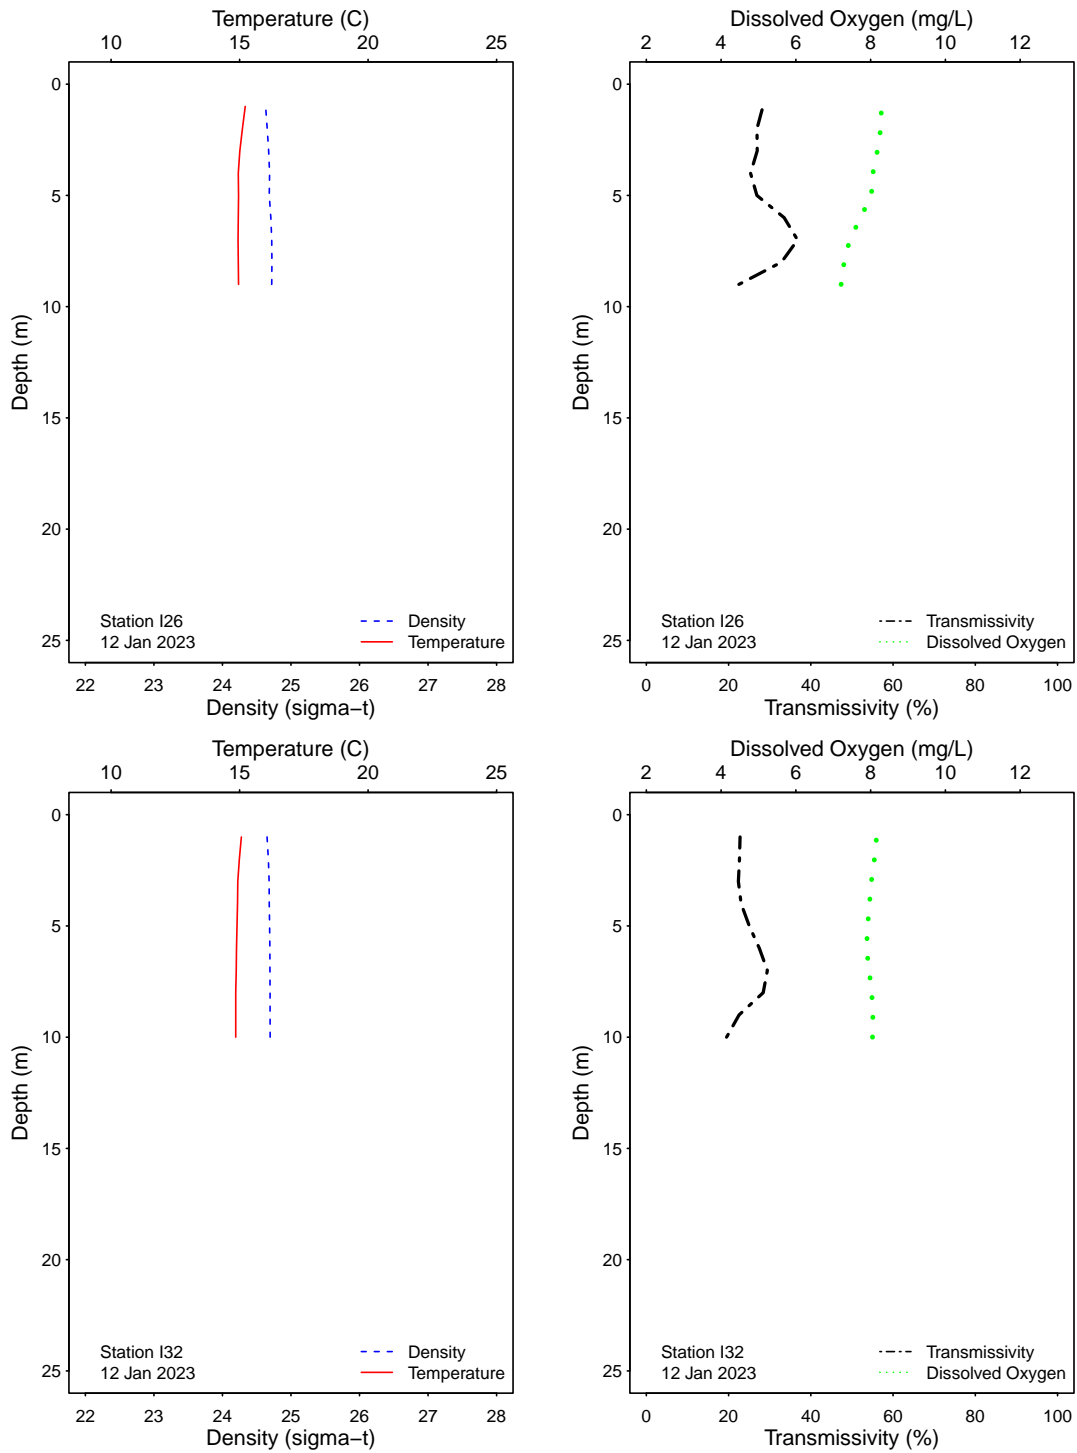 Temperature (C)
10 15 20 25
0
5
10
15
20
25
Depth (m)
Station I26
12 Jan 2023
Density
Temperature
22 23 24 25 26 27 28
Density (sigma−t)
Dissolved Oxygen (mg/L)
2 4 6 8 10 12
0
5
10
15
20
25
Depth (m)
Station I26
12 Jan 2023
Transmissivity
Dissolved Oxygen
0 20 40 60 80 100
Transmissivity (%)
Temperature (C)
10 15 20 25
0
5
10
15
20
25
Depth (m)
Station I32
12 Jan 2023
Density
Temperature
22 23 24 25 26 27 28
Density (sigma−t)
Dissolved Oxygen (mg/L)
2 4 6 8 10 12
0
5
10
15
20
25
Depth (m)
Station I32
12 Jan 2023
Transmissivity
Dissolved Oxygen
0 20 40 60 80 100
Transmissivity (%)